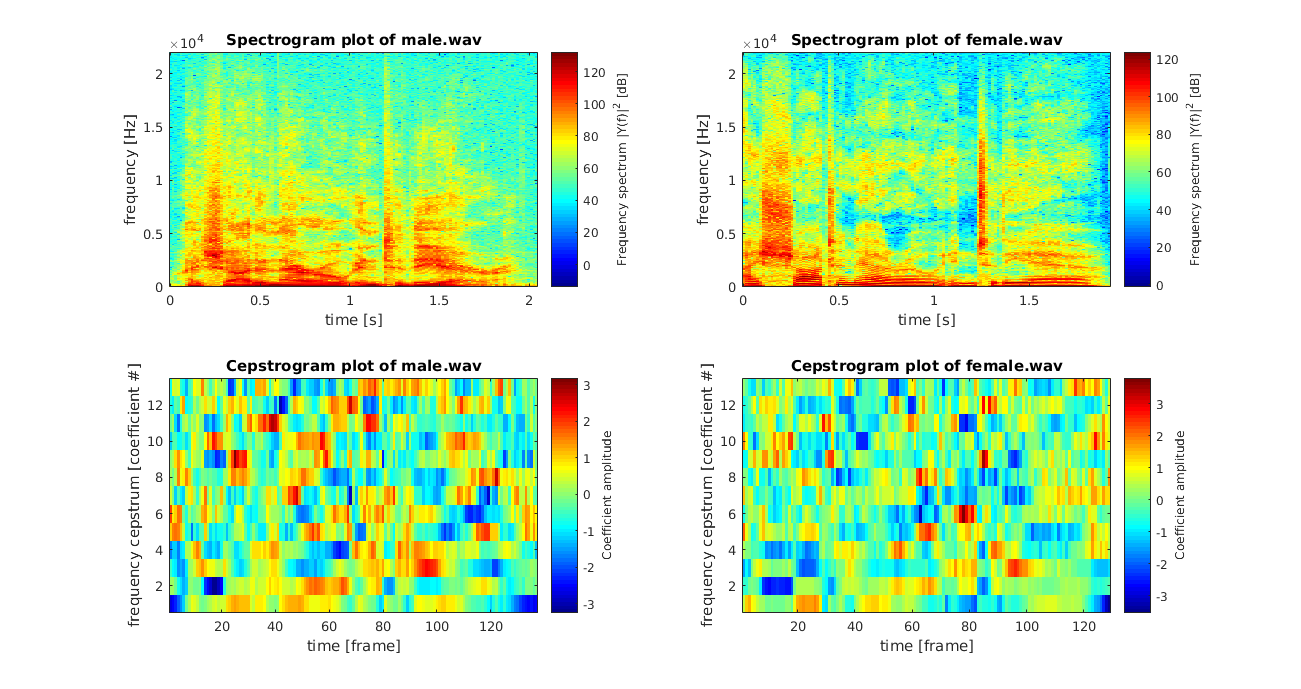 Spectrogram plot of male.wav
×10⁴
2
1.5
1
0.5
0
frequency [Hz]
0 0.5 1 1.5 2
time [s]
120
100
80
60
40
20
0
Frequency spectrum |Y(f)|² [dB]
Spectrogram plot of female.wav
×10⁴
2
1.5
1
0.5
0
frequency [Hz]
0 0.5 1 1.5
time [s]
120
100
80
60
40
20
0
Frequency spectrum |Y(f)|² [dB]
Cepstrogram plot of male.wav
12
10
8
6
4
2
frequency cepstrum [coefficient #]
20 40 60 80 100 120
time [frame]
3
2
1
0
-1
-2
-3
Coefficient amplitude
Cepstrogram plot of female.wav
12
10
8
6
4
2
frequency cepstrum [coefficient #]
20 40 60 80 100 120
time [frame]
3
2
1
0
-1
-2
-3
Coefficient amplitude